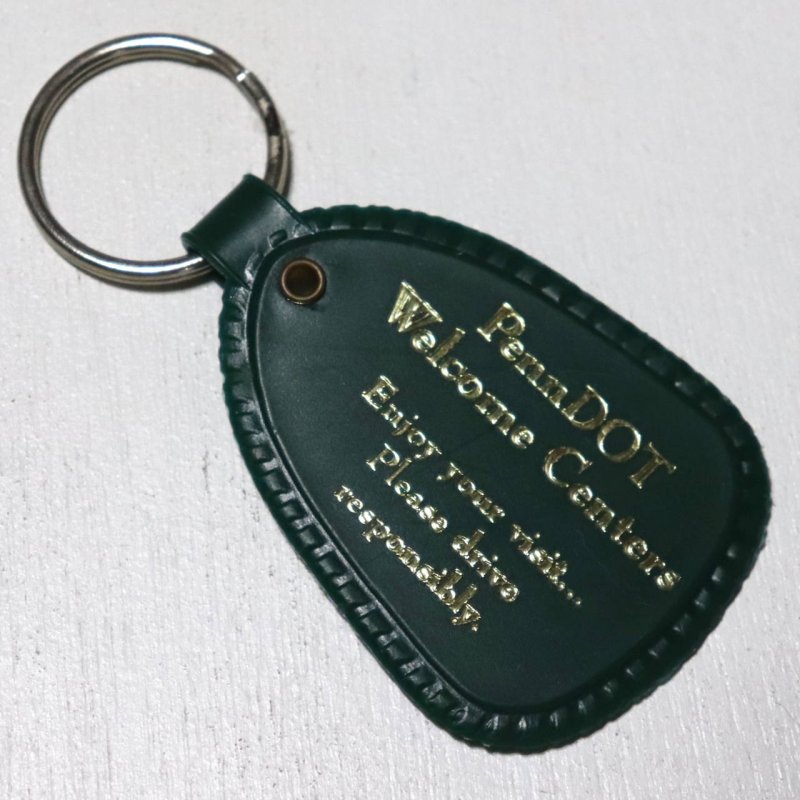 PennDOT
Welcome Centers
Enjoy your visit...
Please drive
responsibly.